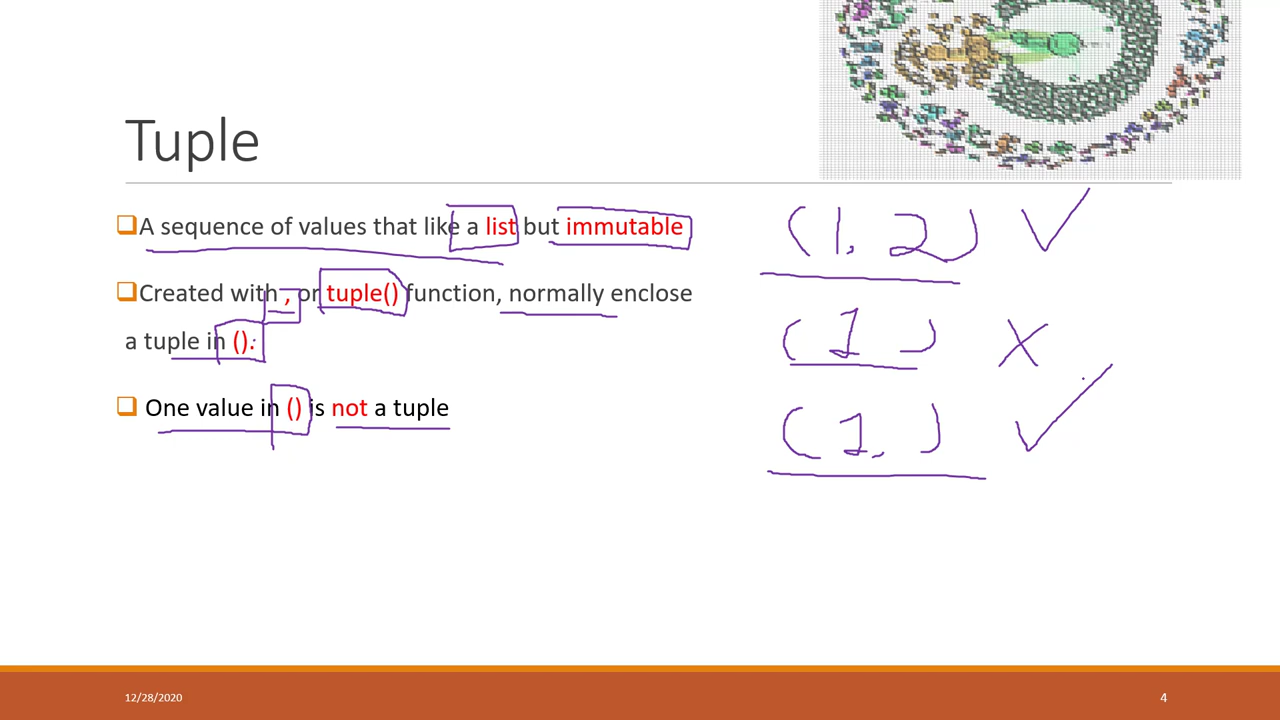 Tuple
A sequence of values that like a list but immutable
Created with , or tuple() function, normally enclose
a tuple in ().
One value in () is not a tuple
(1, 2) ✓
(1) ✗
(1,) ✓
12/28/2020
4